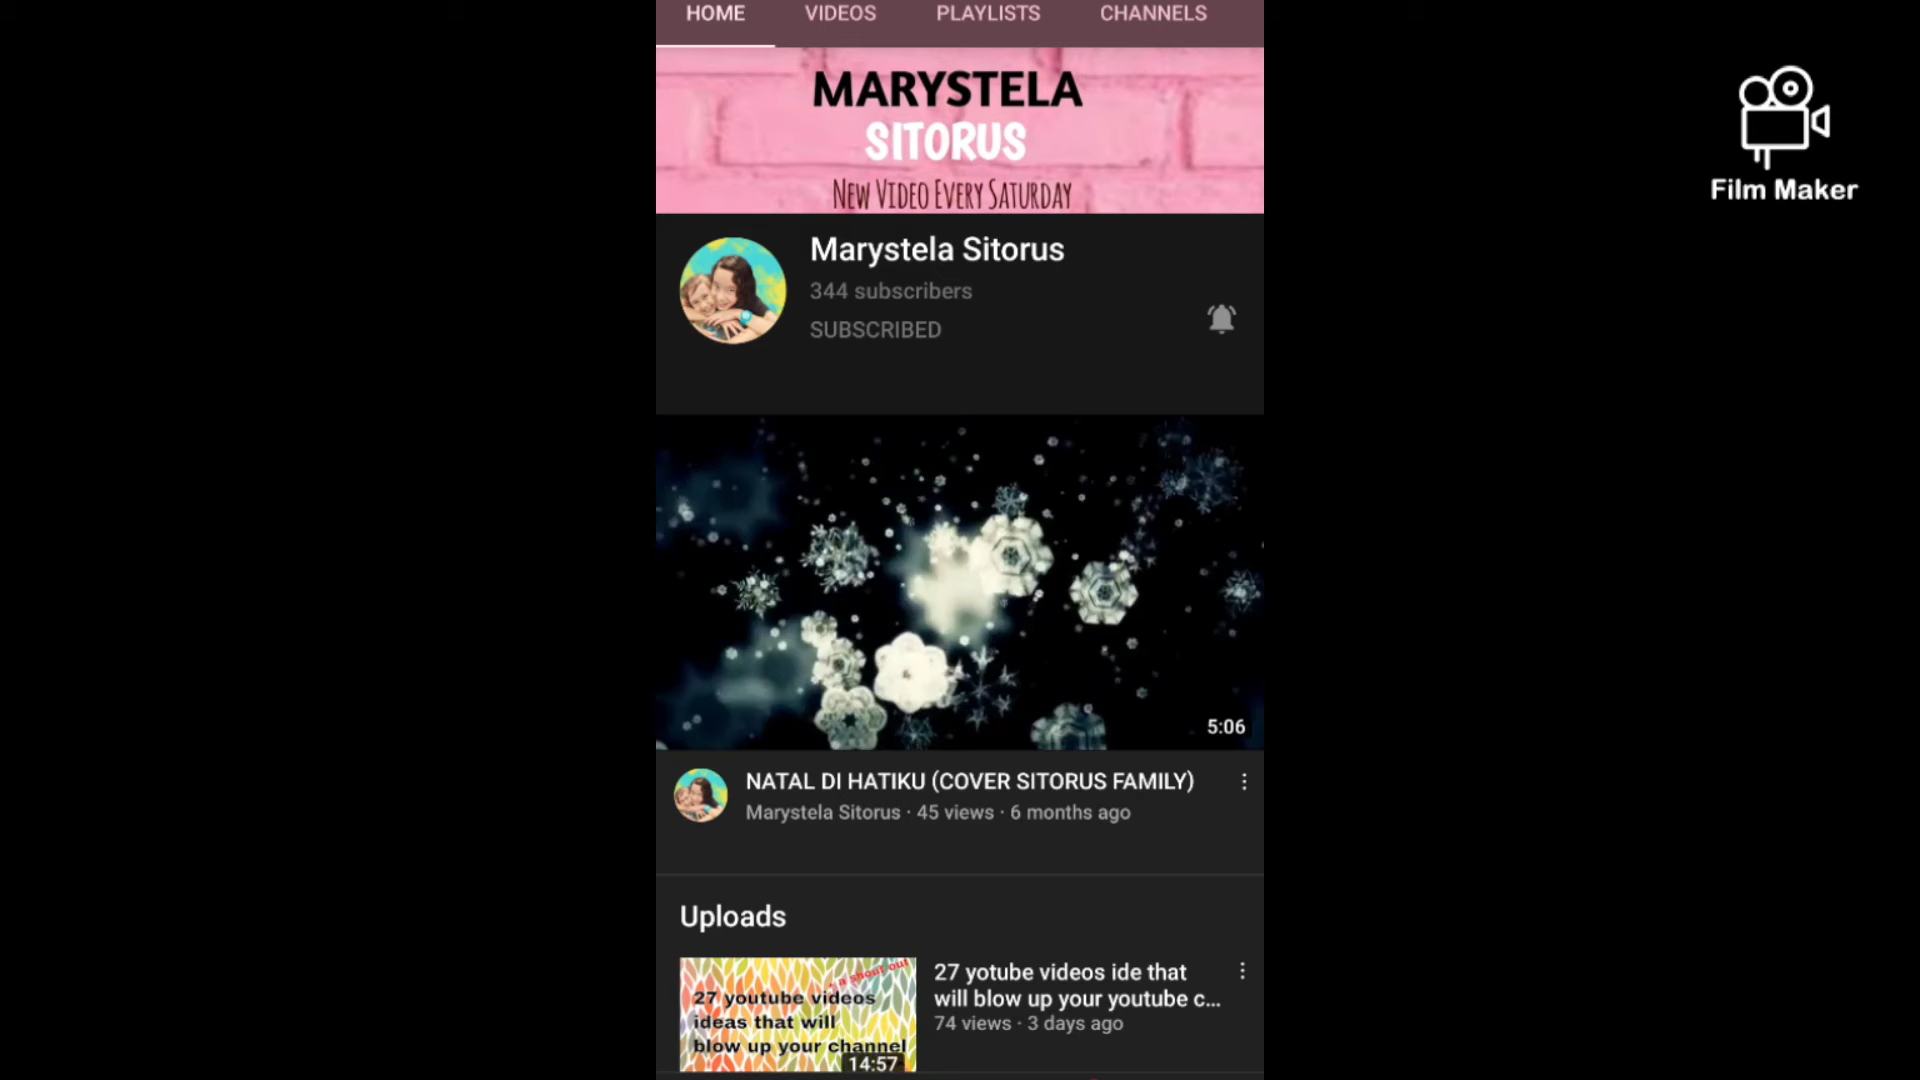 HOME VIDEOS PLAYLISTS CHANNELS
MARYSTELA
SITORUS
NEW VIDEO EVERY SATURDAY
Film Maker
Marystela Sitorus
344 subscribers
SUBSCRIBED
5:06
NATAL DI HATIKU (COVER SITORUS FAMILY)
Marystela Sitorus · 45 views · 6 months ago
Uploads
a shout out
27 youtube videos
ideas that will
blow up your channel
14:57
27 yotube videos ide that
will blow up your youtube c...
74 views · 3 days ago